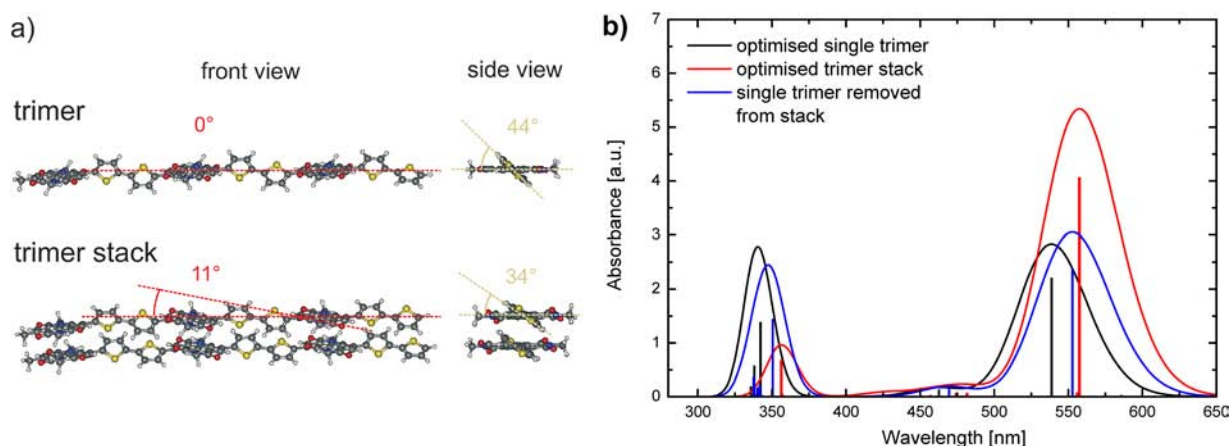 a)
front view
side view
trimer
0°
44°
trimer stack
11°
34°
b)
optimised single trimer
optimised trimer stack
single trimer removed
from stack
Absorbance [a.u.]
7
6
5
4
3
2
1
0
300 350 400 450 500 550 600 650
Wavelength [nm]